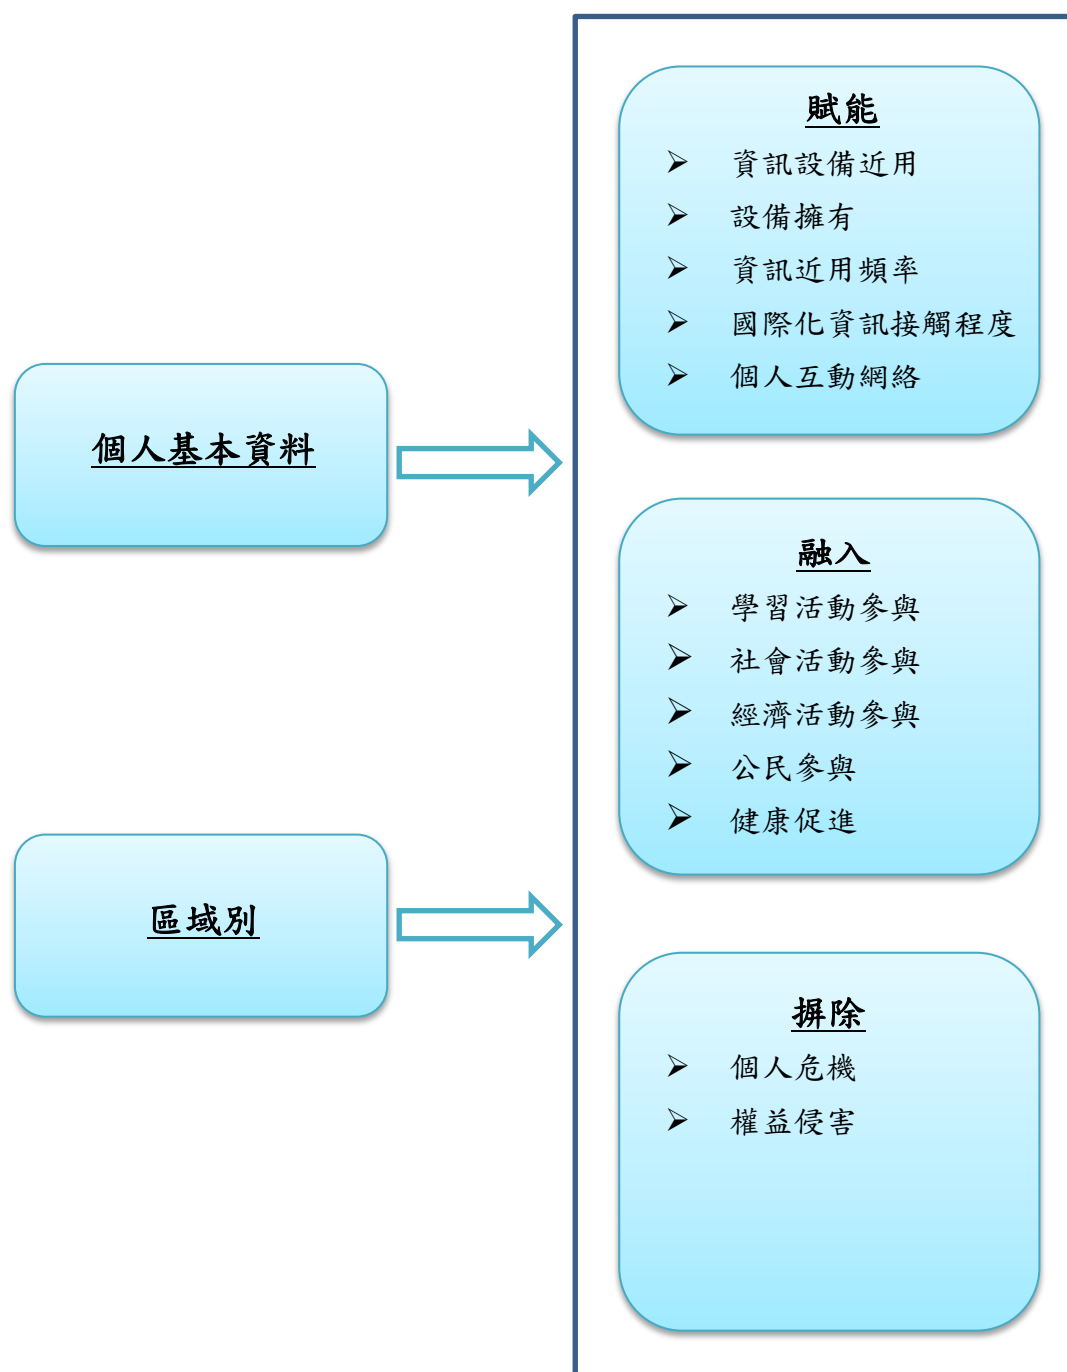 個人基本資料
區域別
賦能
➢ 資訊設備近用
➢ 設備擁有
➢ 資訊近用頻率
➢ 國際化資訊接觸程度
➢ 個人互動網絡
融入
➢ 學習活動參與
➢ 社會活動參與
➢ 經濟活動參與
➢ 公民參與
➢ 健康促進
摒除
➢ 個人危機
➢ 權益侵害